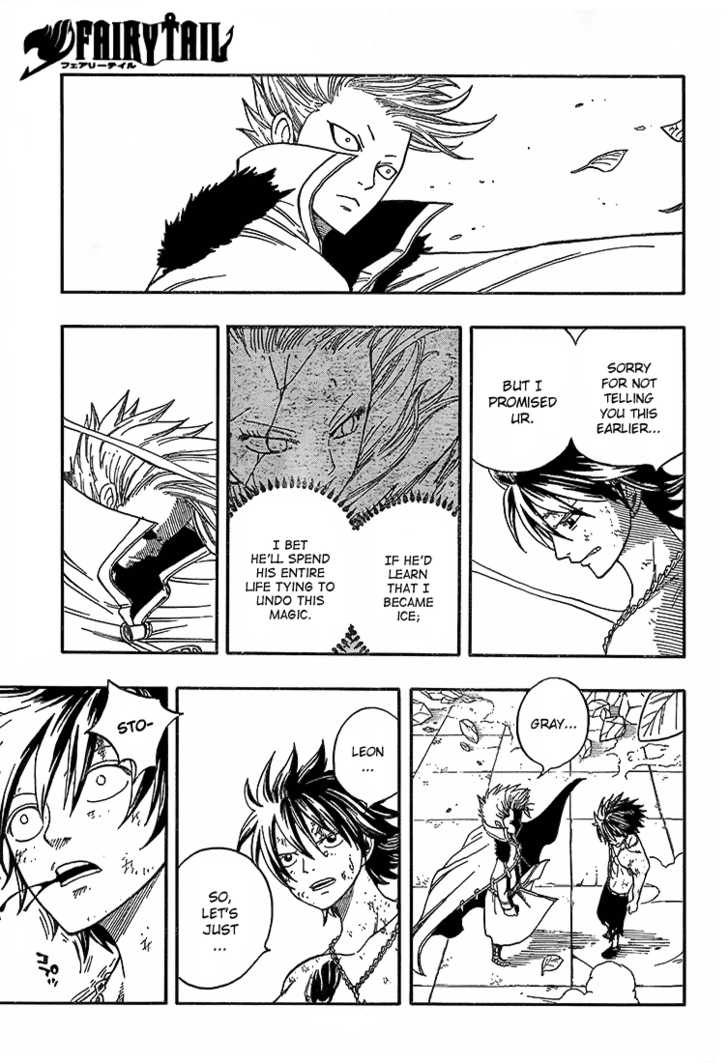 FAIRY TAIL
フェアリーテイル
SORRY
FOR NOT
TELLING
YOU THIS
EARLIER...
BUT I
PROMISED
UR.
IF HE'D
LEARN
THAT I
BECAME
ICE;
I BET
HE'LL SPEND
HIS ENTIRE
LIFE TYING TO
UNDO THIS
MAGIC.
GRAY...
LEON
...
SO,
LET'S
JUST
...
STO-